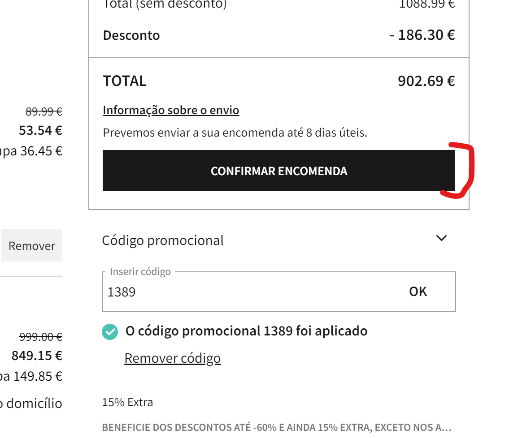 Total (sem desconto) 1088.99 €
Desconto - 186.30 €
TOTAL 902.69 €
Informação sobre o envio
Prevemos enviar a sua encomenda até 8 dias úteis.
CONFIRMAR ENCOMENDA
89.99 €
53.54 €
upa 36.45 €
Remover
999.00 €
849.15 €
pa 149.85 €
o domicílio
Código promocional
Inserir código
1389 OK
O código promocional 1389 foi aplicado
Remover código
15% Extra
BENEFICIE DOS DESCONTOS ATÉ -60% E AINDA 15% EXTRA, EXCETO NOS A...